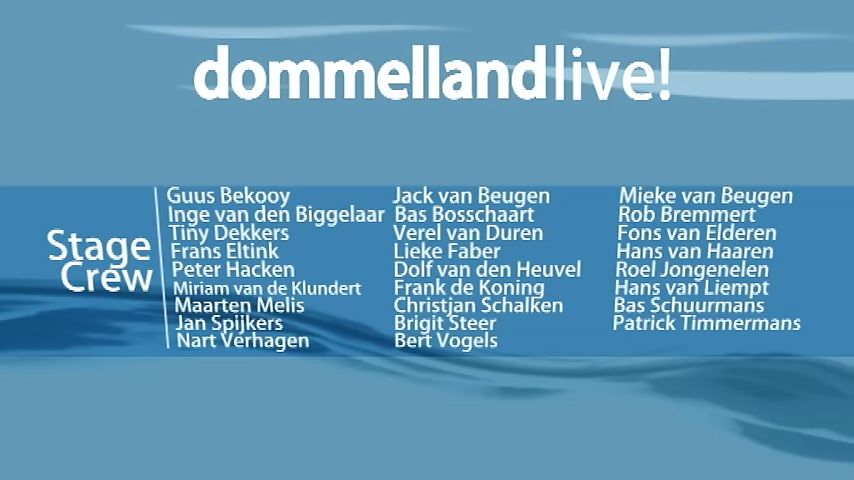 dommellandlive!
Stage
Crew
Guus Bekooy
Inge van den Biggelaar
Tiny Dekkers
Frans Eltink
Peter Hacken
Miriam van de Klundert
Maarten Melis
Jan Spijkers
Nart Verhagen
Jack van Beugen
Bas Bosschaart
Verel van Duren
Lieke Faber
Dolf van den Heuvel
Frank de Koning
Christjan Schalken
Brigit Steer
Bert Vogels
Mieke van Beugen
Rob Bremmert
Fons van Elderen
Hans van Haaren
Roel Jongenelen
Hans van Liempt
Bas Schuurmans
Patrick Timmermans